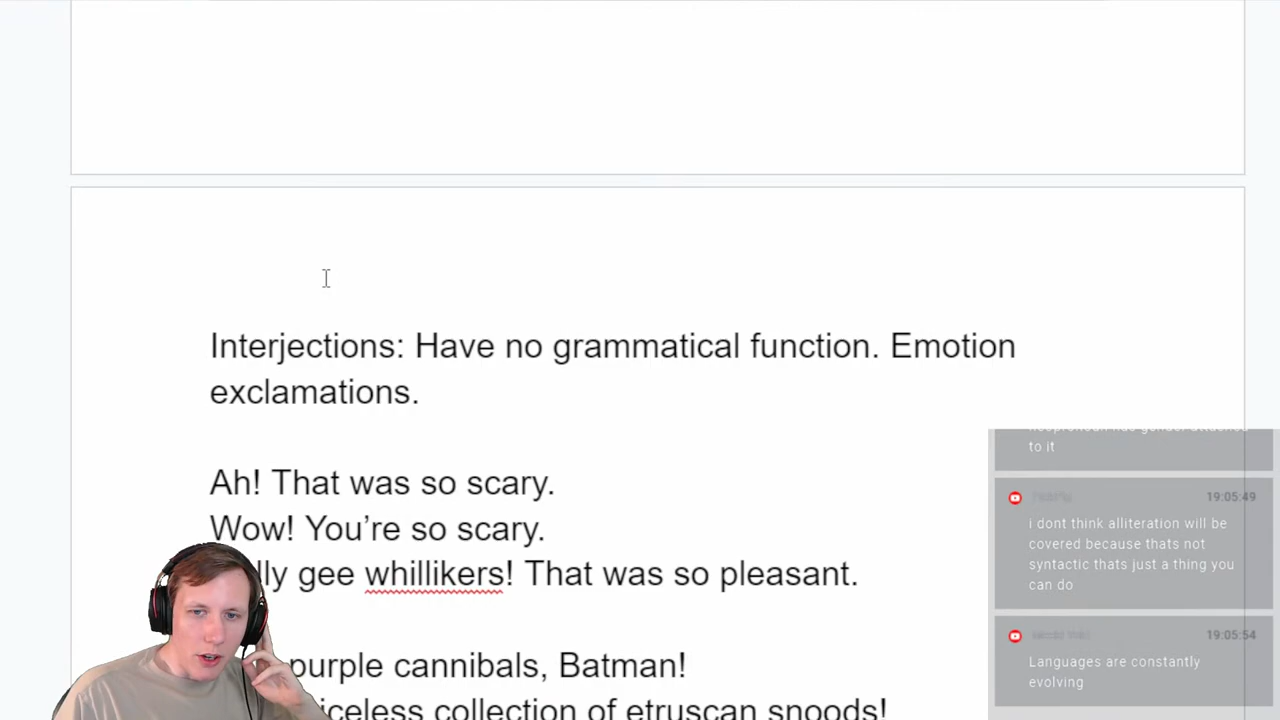 Interjections: Have no grammatical function. Emotion
exclamations.
Ah! That was so scary.
Wow! You’re so scary.
lly gee whillikers! That was so pleasant.
purple cannibals, Batman!
iceless collection of etruscan snoods!
to it
19:05:49
i dont think alliteration will be
covered because thats not
syntactic thats just a thing you
can do
19:05:54
Languages are constantly
evolving